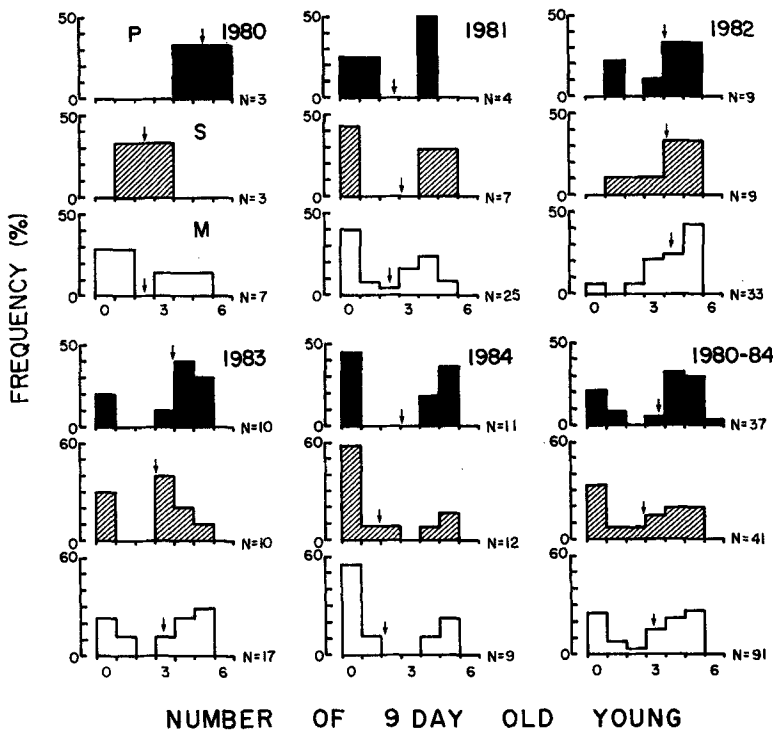 P 1980 1981 1982
50 50 50
0 0 0
N=3 N=4 N=9
S
50 50 50
0 0 0
N=3 N=7 N=9
M
50 50 50
0 0 0
0 3 6 N=7 0 3 6 N=25 0 3 6 N=33
FREQUENCY (%)
1983 1984 1980-84
50 50 50
0 0 0
N=10 N=11 N=37
60 60 60
0 0 0
N=10 N=12 N=41
60 60 60
0 0 0
N=17 N=9 N=91
0 3 6 0 3 6 0 3 6
NUMBER OF 9 DAY OLD YOUNG